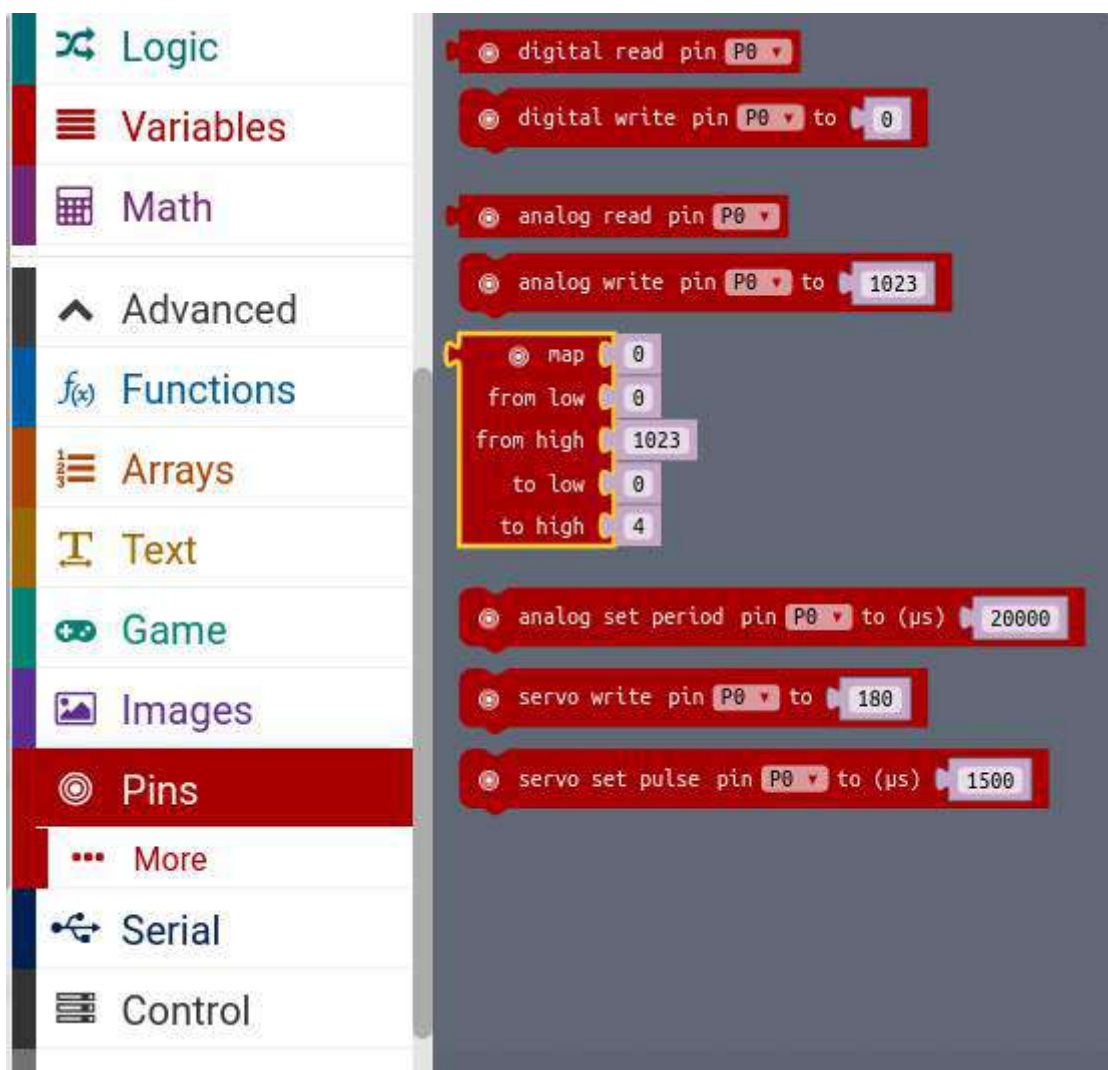 Logic
Variables
Math
Advanced
f(x) Functions
Arrays
Text
Game
Images
Pins
More
Serial
Control
digital read pin P0
digital write pin P0 to 0
analog read pin P0
analog write pin P0 to 1023
map 0
from low 0
from high 1023
to low 0
to high 4
analog set period pin P0 to (µs) 20000
servo write pin P0 to 180
servo set pulse pin P0 to (µs) 1500